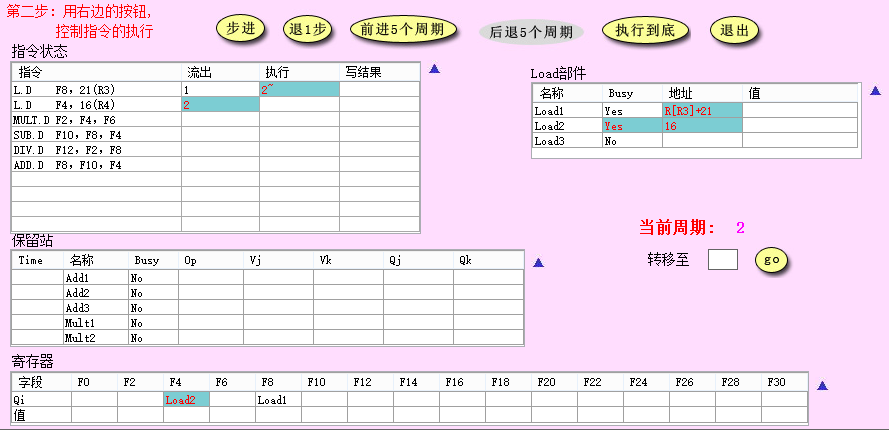 第二步：用右边的按钮,
控制指令的执行
步进 退1步 前进5个周期 后退5个周期 执行到底 退出
指令状态
指令 流出 执行 写结果
L.D F8, 21(R3) 1 2~
L.D F4, 16(R4) 2
MULT.D F2, F4, F6
SUB.D F10, F8, F4
DIV.D F12, F2, F8
ADD.D F8, F10, F4
Load部件
名称 Busy 地址 值
Load1 Yes R[R3]+21
Load2 Yes 16
Load3 No
当前周期： 2
转移至 go
保留站
Time 名称 Busy Op Vj Vk Qj Qk
Add1 No
Add2 No
Add3 No
Mult1 No
Mult2 No
寄存器
字段 F0 F2 F4 F6 F8 F10 F12 F14 F16 F18 F20 F22 F24 F26 F28 F30
Qi Load2 Load1
值